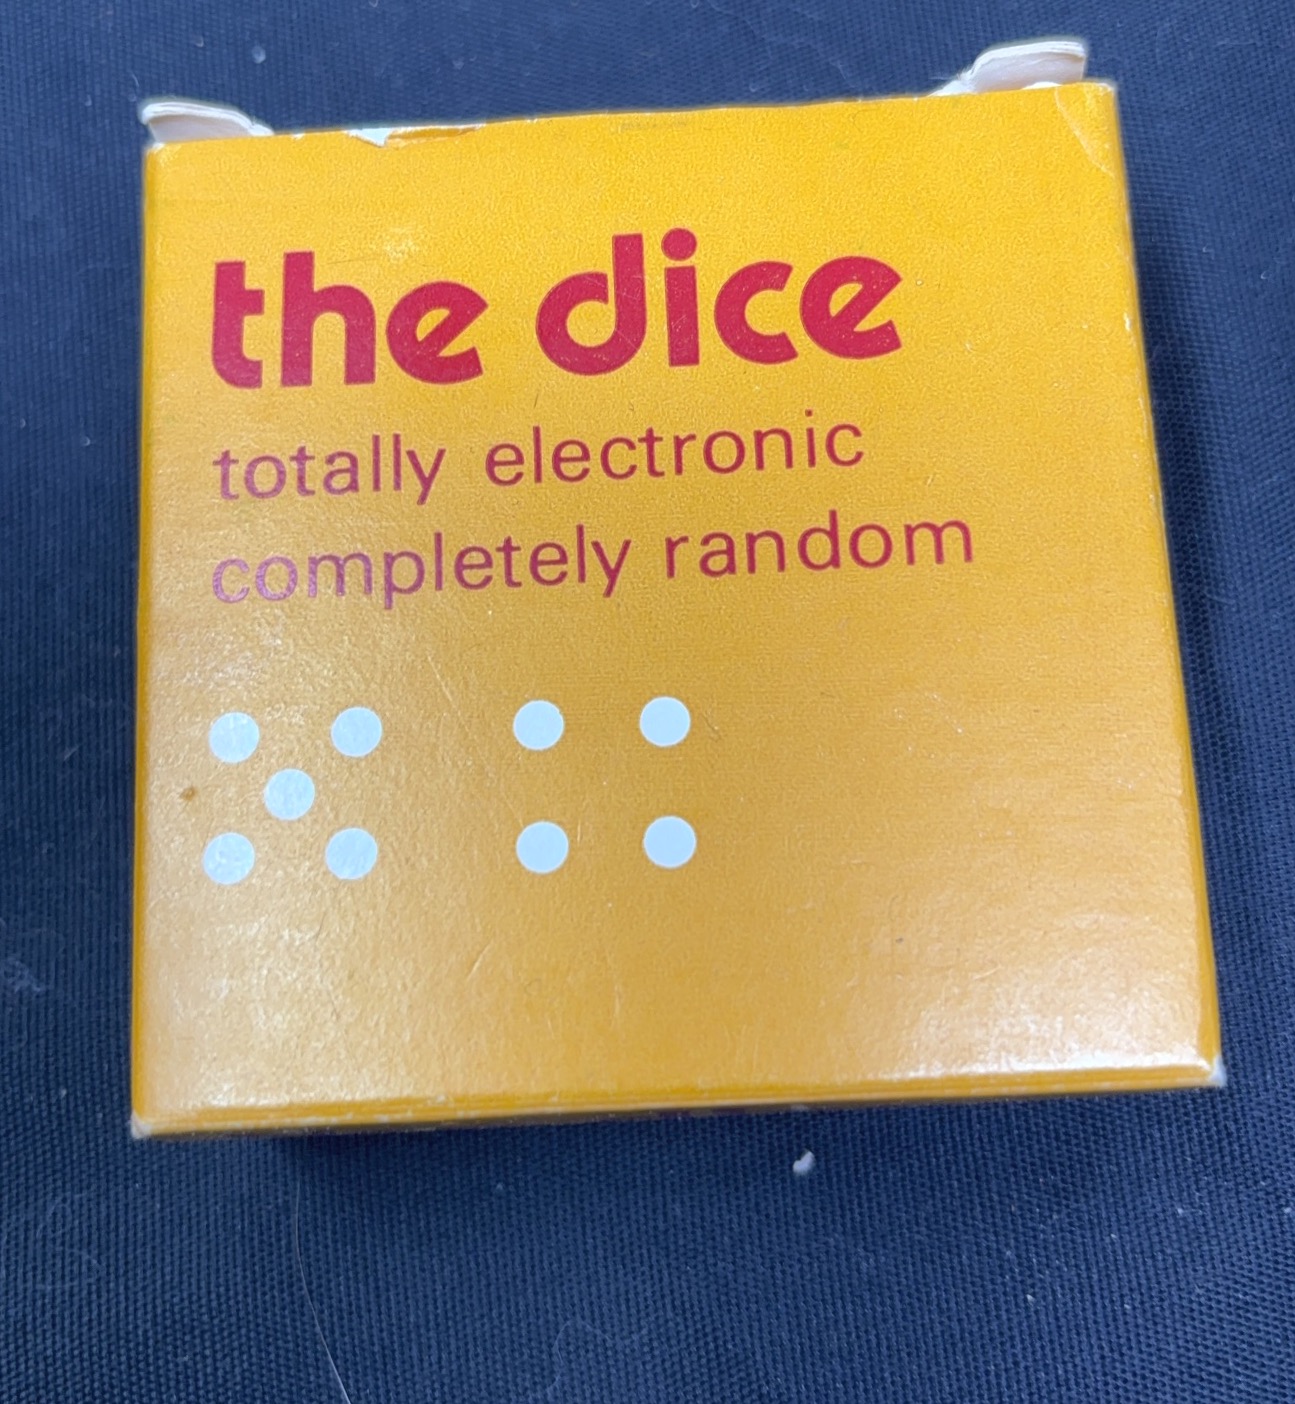 the dice
totally electronic
completely random